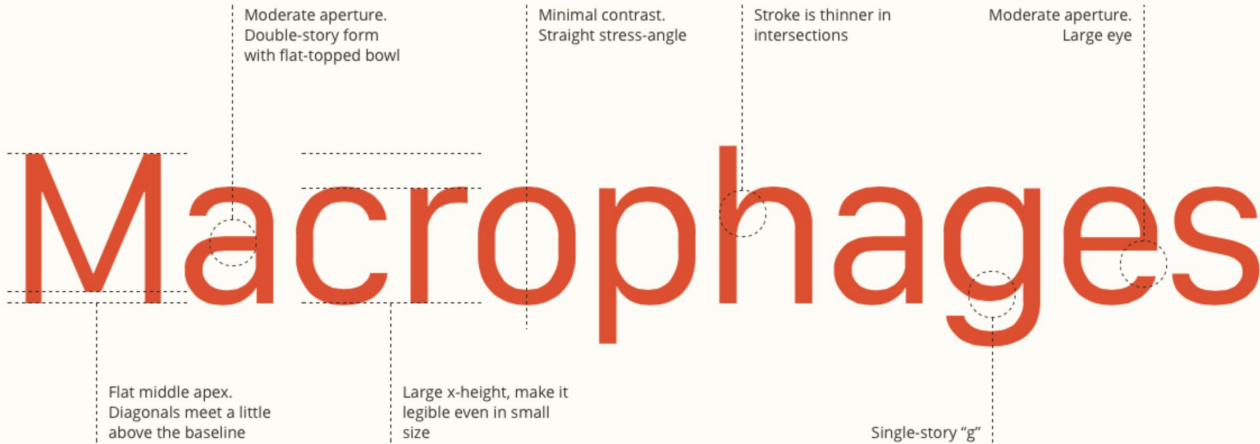 Moderate aperture.
Double-story form
with flat-topped bowl
Minimal contrast.
Straight stress-angle
Stroke is thinner in
intersections
Moderate aperture.
Large eye
Macrophages
Flat middle apex.
Diagonals meet a little
above the baseline
Large x-height, make it
legible even in small
size
Single-story “g”